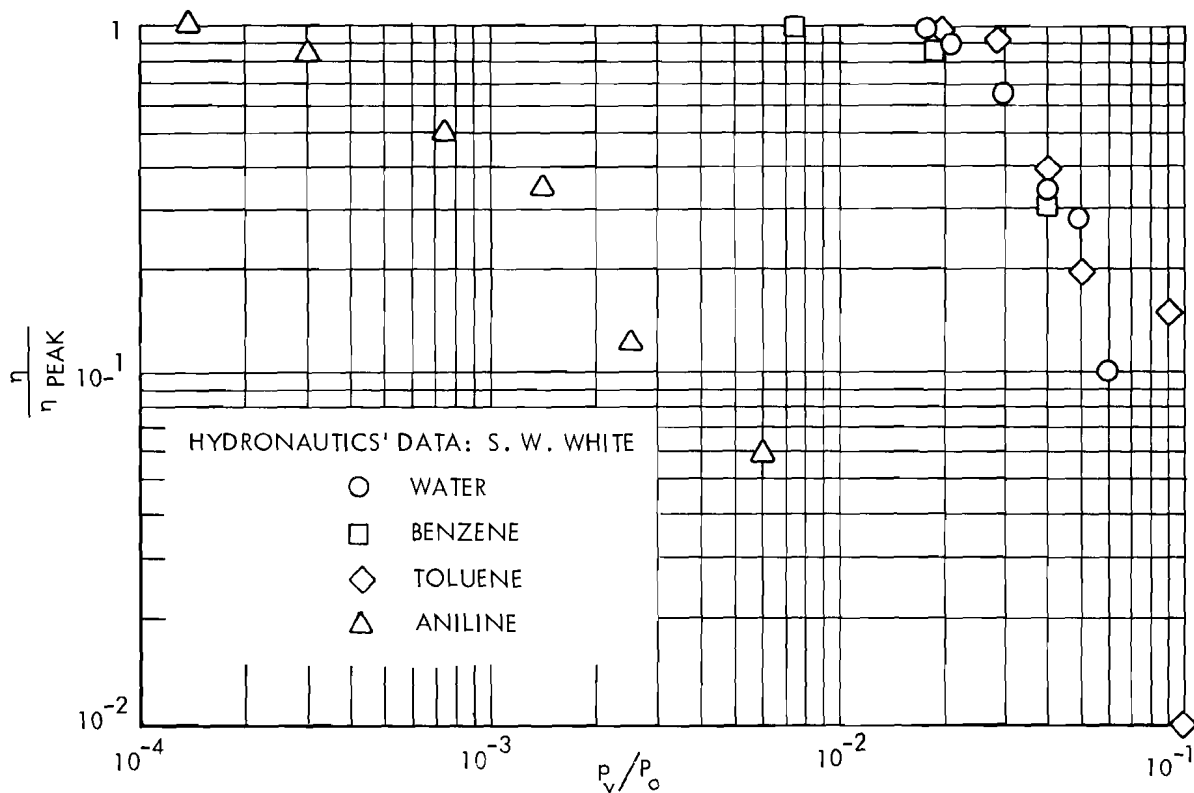 1
η
η PEAK
10⁻¹
HYDRONAUTICS' DATA: S. W. WHITE
WATER
BENZENE
TOLUENE
ANILINE
10⁻²
10⁻⁴
10⁻³
10⁻²
10⁻¹
p_v/P_o